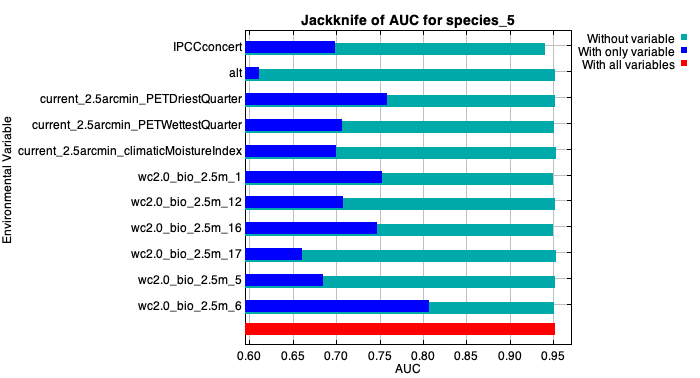 Jackknife of AUC for species_5
Without variable
With only variable
With all variables
Environmental Variable
IPCCconcert
alt
current_2.5arcmin_PETDriestQuarter
current_2.5arcmin_PETWettestQuarter
current_2.5arcmin_climaticMoistureIndex
wc2.0_bio_2.5m_1
wc2.0_bio_2.5m_12
wc2.0_bio_2.5m_16
wc2.0_bio_2.5m_17
wc2.0_bio_2.5m_5
wc2.0_bio_2.5m_6
0.60 0.65 0.70 0.75 0.80 0.85 0.90 0.95
AUC